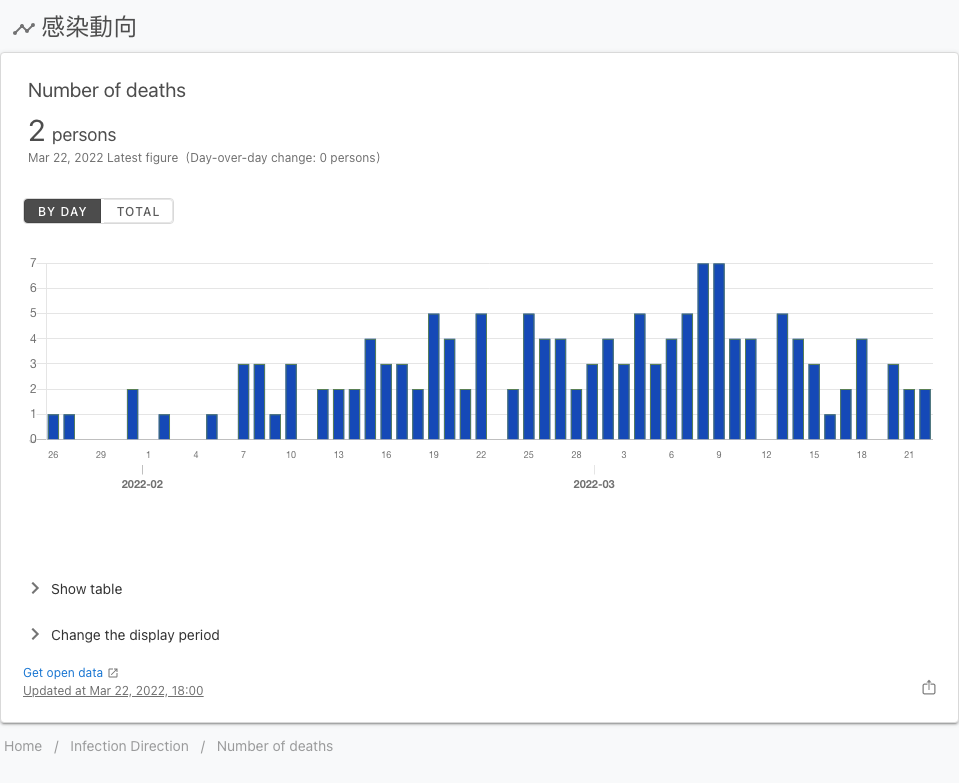 感染動向
Number of deaths
2 persons
Mar 22, 2022 Latest figure (Day-over-day change: 0 persons)
BY DAY TOTAL
7
6
5
4
3
2
1
0
26 29 1 4 7 10 13 16 19 22 25 28 3 6 9 12 15 18 21
2022-02 2022-03
Show table
Change the display period
Get open data
Updated at Mar 22, 2022, 18:00
Home / Infection Direction / Number of deaths